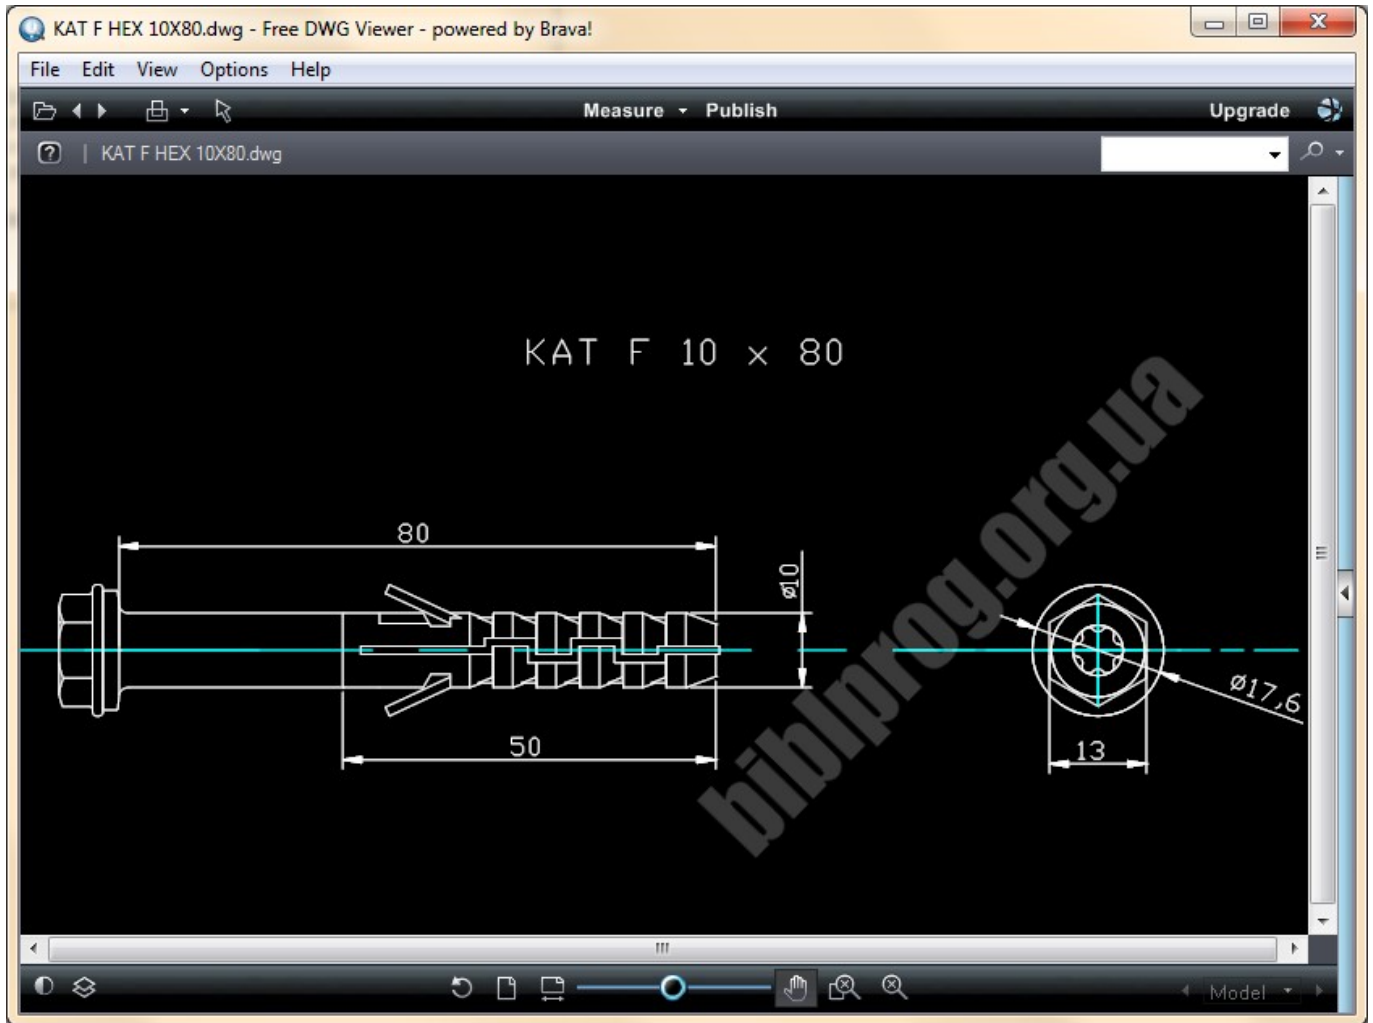 KAT F HEX 10X80.dwg - Free DWG Viewer - powered by Brava!
File Edit View Options Help
Measure Publish Upgrade
? | KAT F HEX 10X80.dwg
KAT F 10 x 80
80
ø10
50
ø17,6
13
biblprog.org.ua
Model